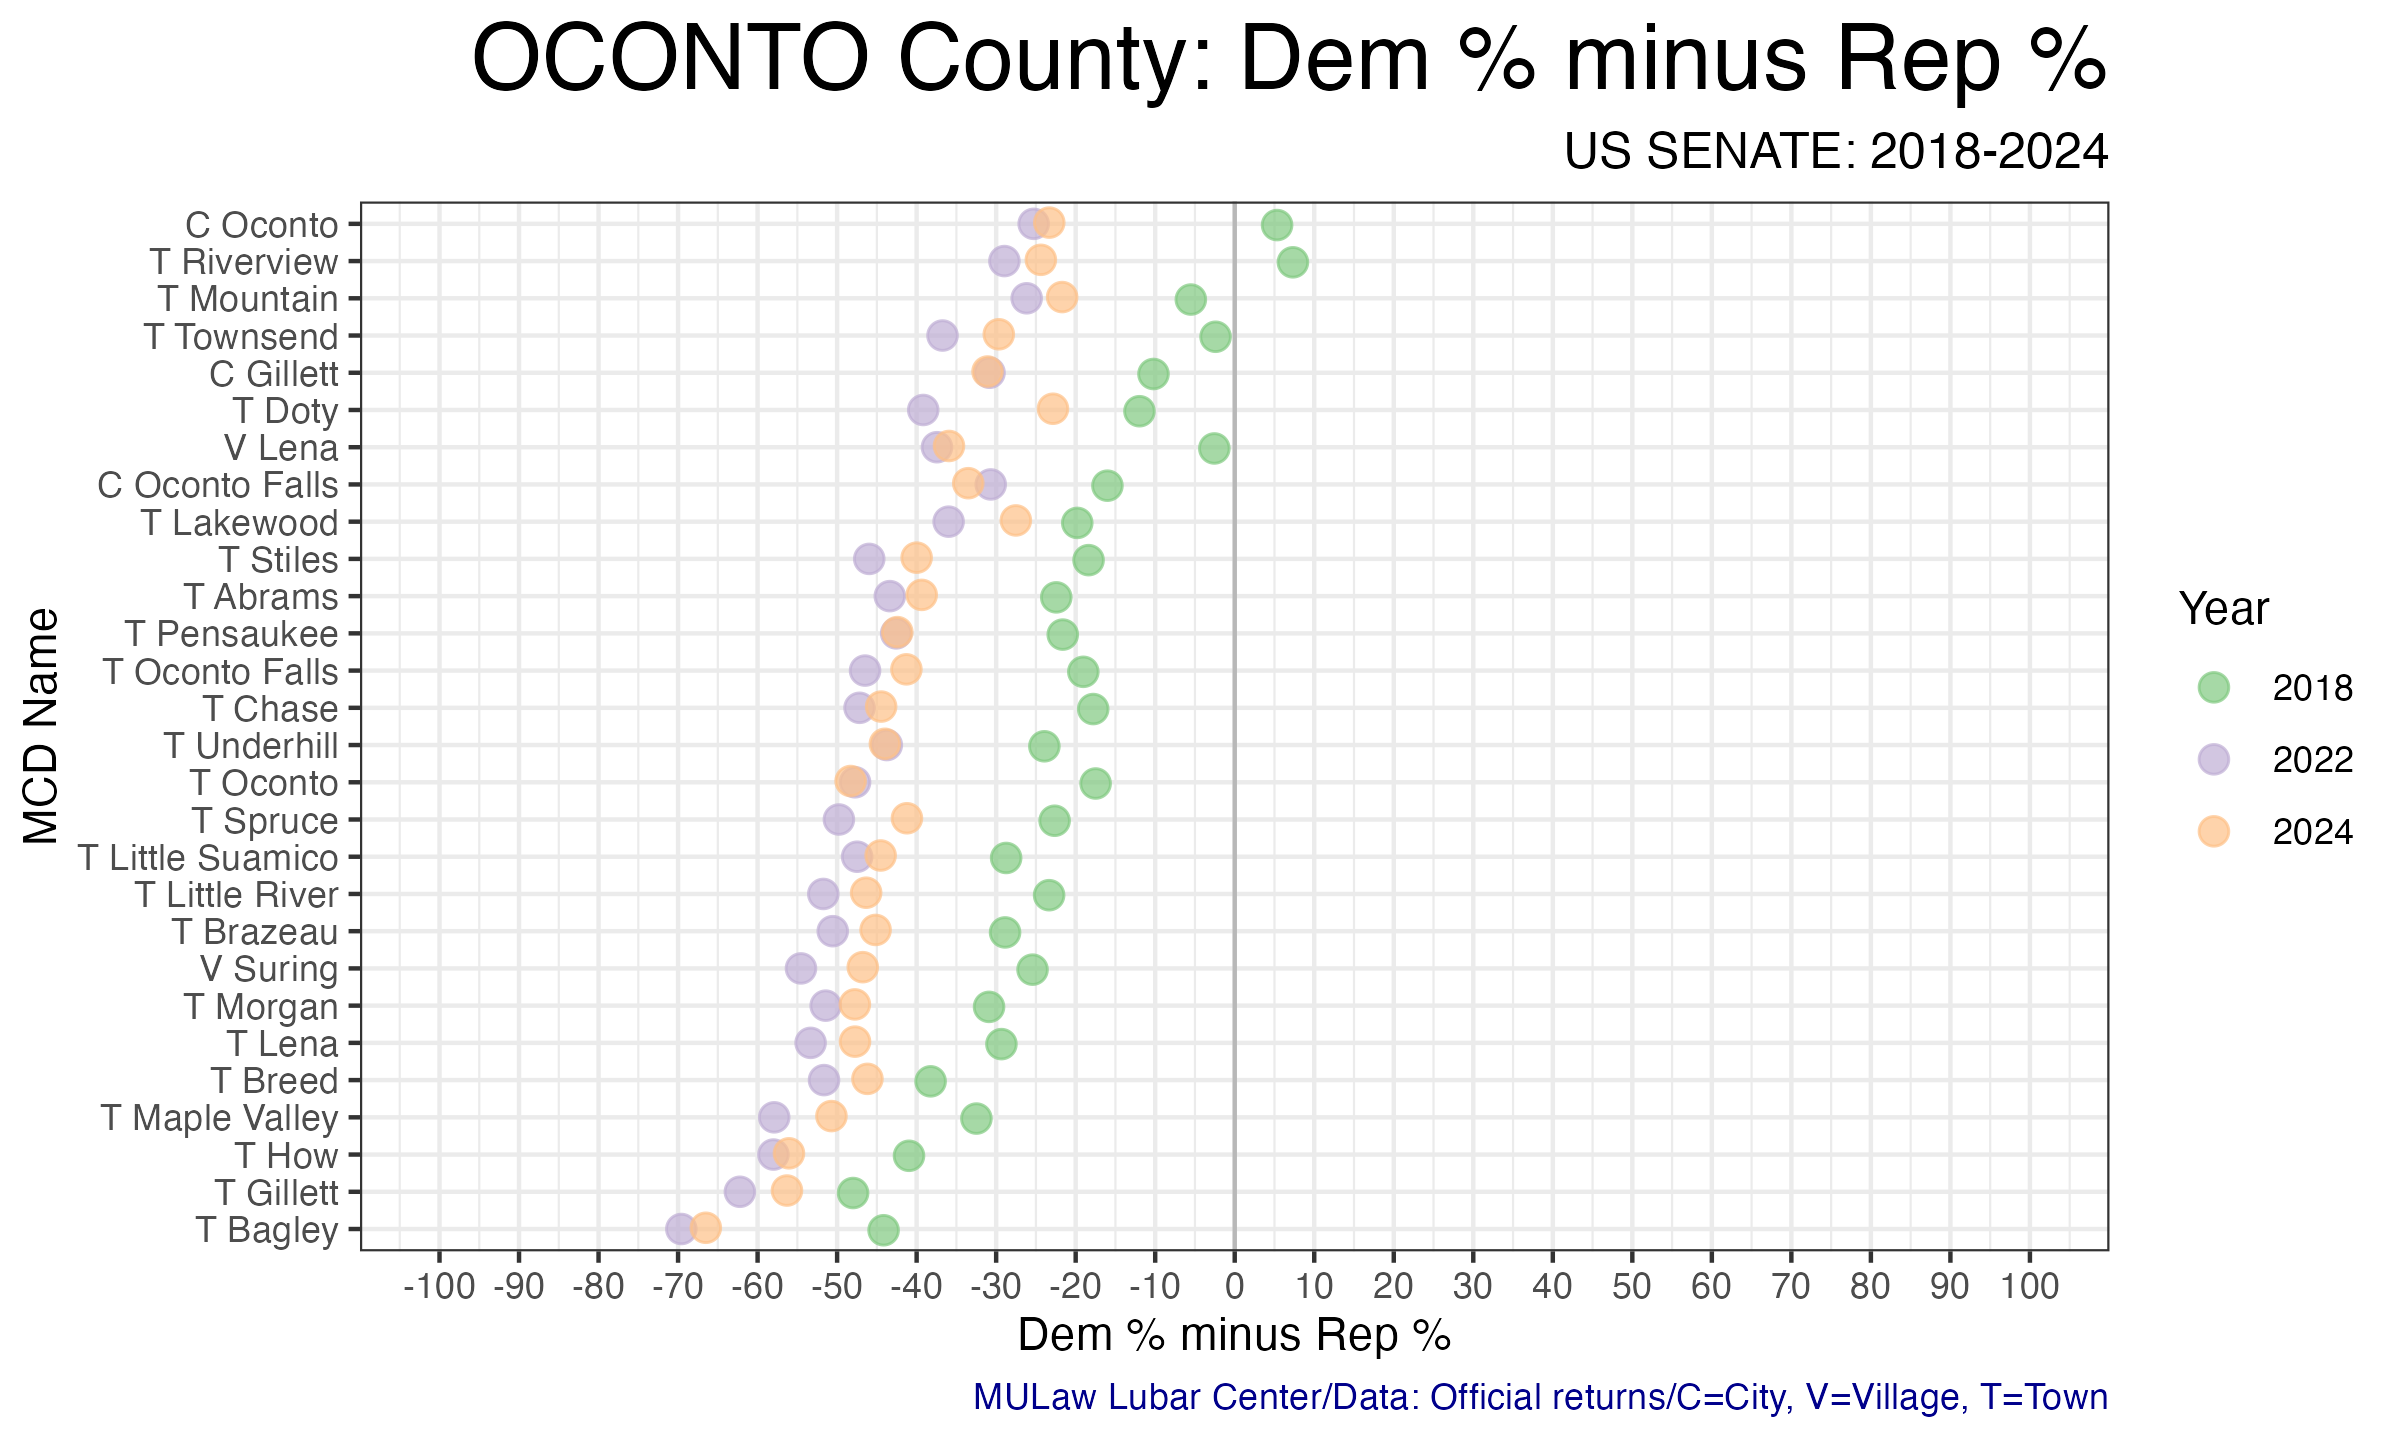 OCONTO County: Dem % minus Rep %
US SENATE: 2018-2024
MCD Name
C Oconto
T Riverview
T Mountain
T Townsend
C Gillett
T Doty
V Lena
C Oconto Falls
T Lakewood
T Stiles
T Abrams
T Pensaukee
T Oconto Falls
T Chase
T Underhill
T Oconto
T Spruce
T Little Suamico
T Little River
T Brazeau
V Suring
T Morgan
T Lena
T Breed
T Maple Valley
T How
T Gillett
T Bagley
-100 -90 -80 -70 -60 -50 -40 -30 -20 -10 0 10 20 30 40 50 60 70 80 90 100
Dem % minus Rep %
Year
2018
2022
2024
MULaw Lubar Center/Data: Official returns/C=City, V=Village, T=Town